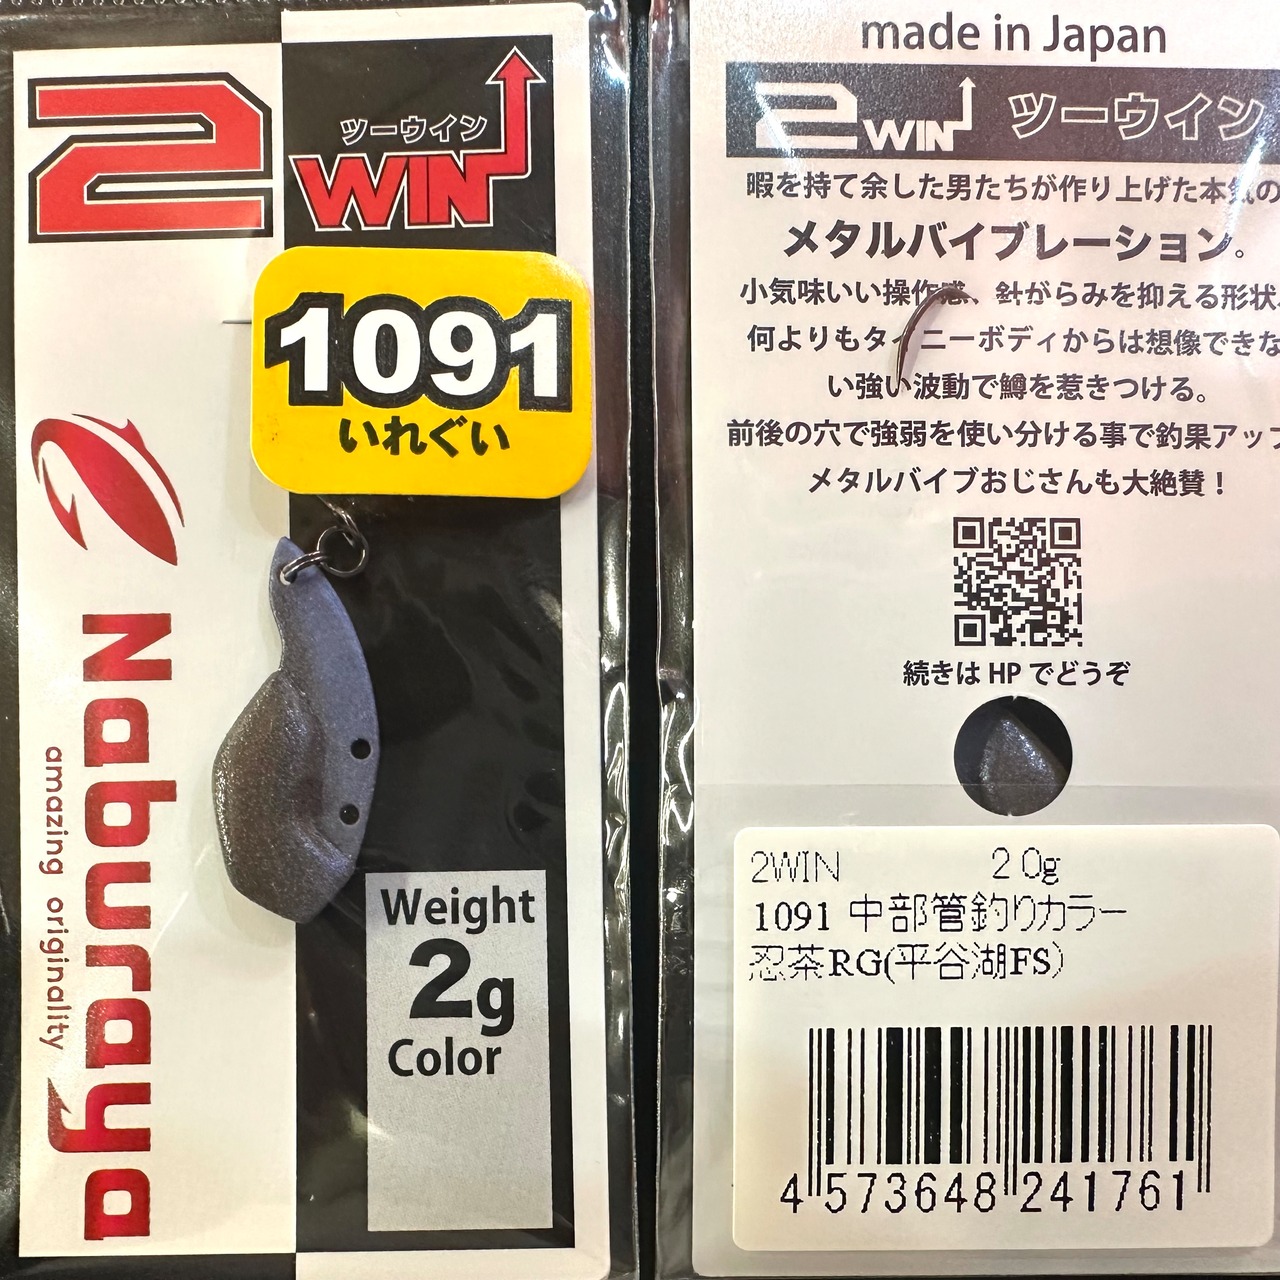 2
ツーウイン
WIN
1091
いれぐい
Naburaya
amazing originality
Weight
2g
Color
made in Japan
2WIN ツーウイン
暇を持て余した男たちが作り上げた本気の
メタルバイブレーション。
小気味いい操作感、針がらみを抑える形状、
何よりもタイニーボディからは想像できな
い強い波動で鱒を惹きつける。
前後の穴で強弱を使い分ける事で釣果アップ
メタルバイブおじさんも大絶賛！
続きは HP でどうぞ
2WIN 2.0g
1091 中部管釣りカラー
忍茶RG(平谷湖FS)
4 573648 241761